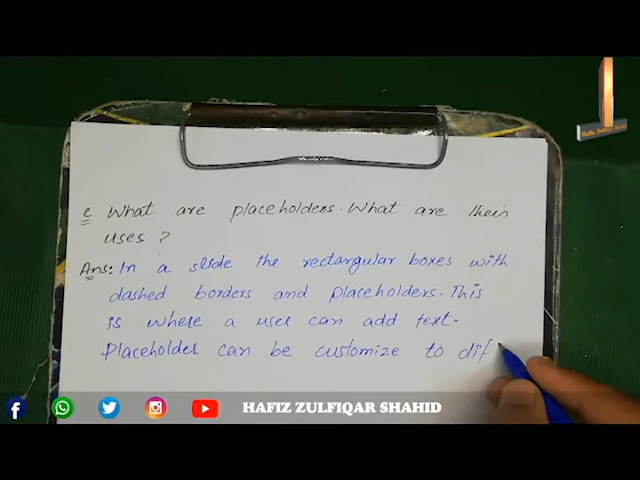 c What are placeholders. What are their
uses ?
Ans: In a slide the rectangular boxes with
dashed borders and placeholders. This
is where a user can add text.
Placeholder can be customize to dif
HAFIZ ZULFIQAR SHAHID